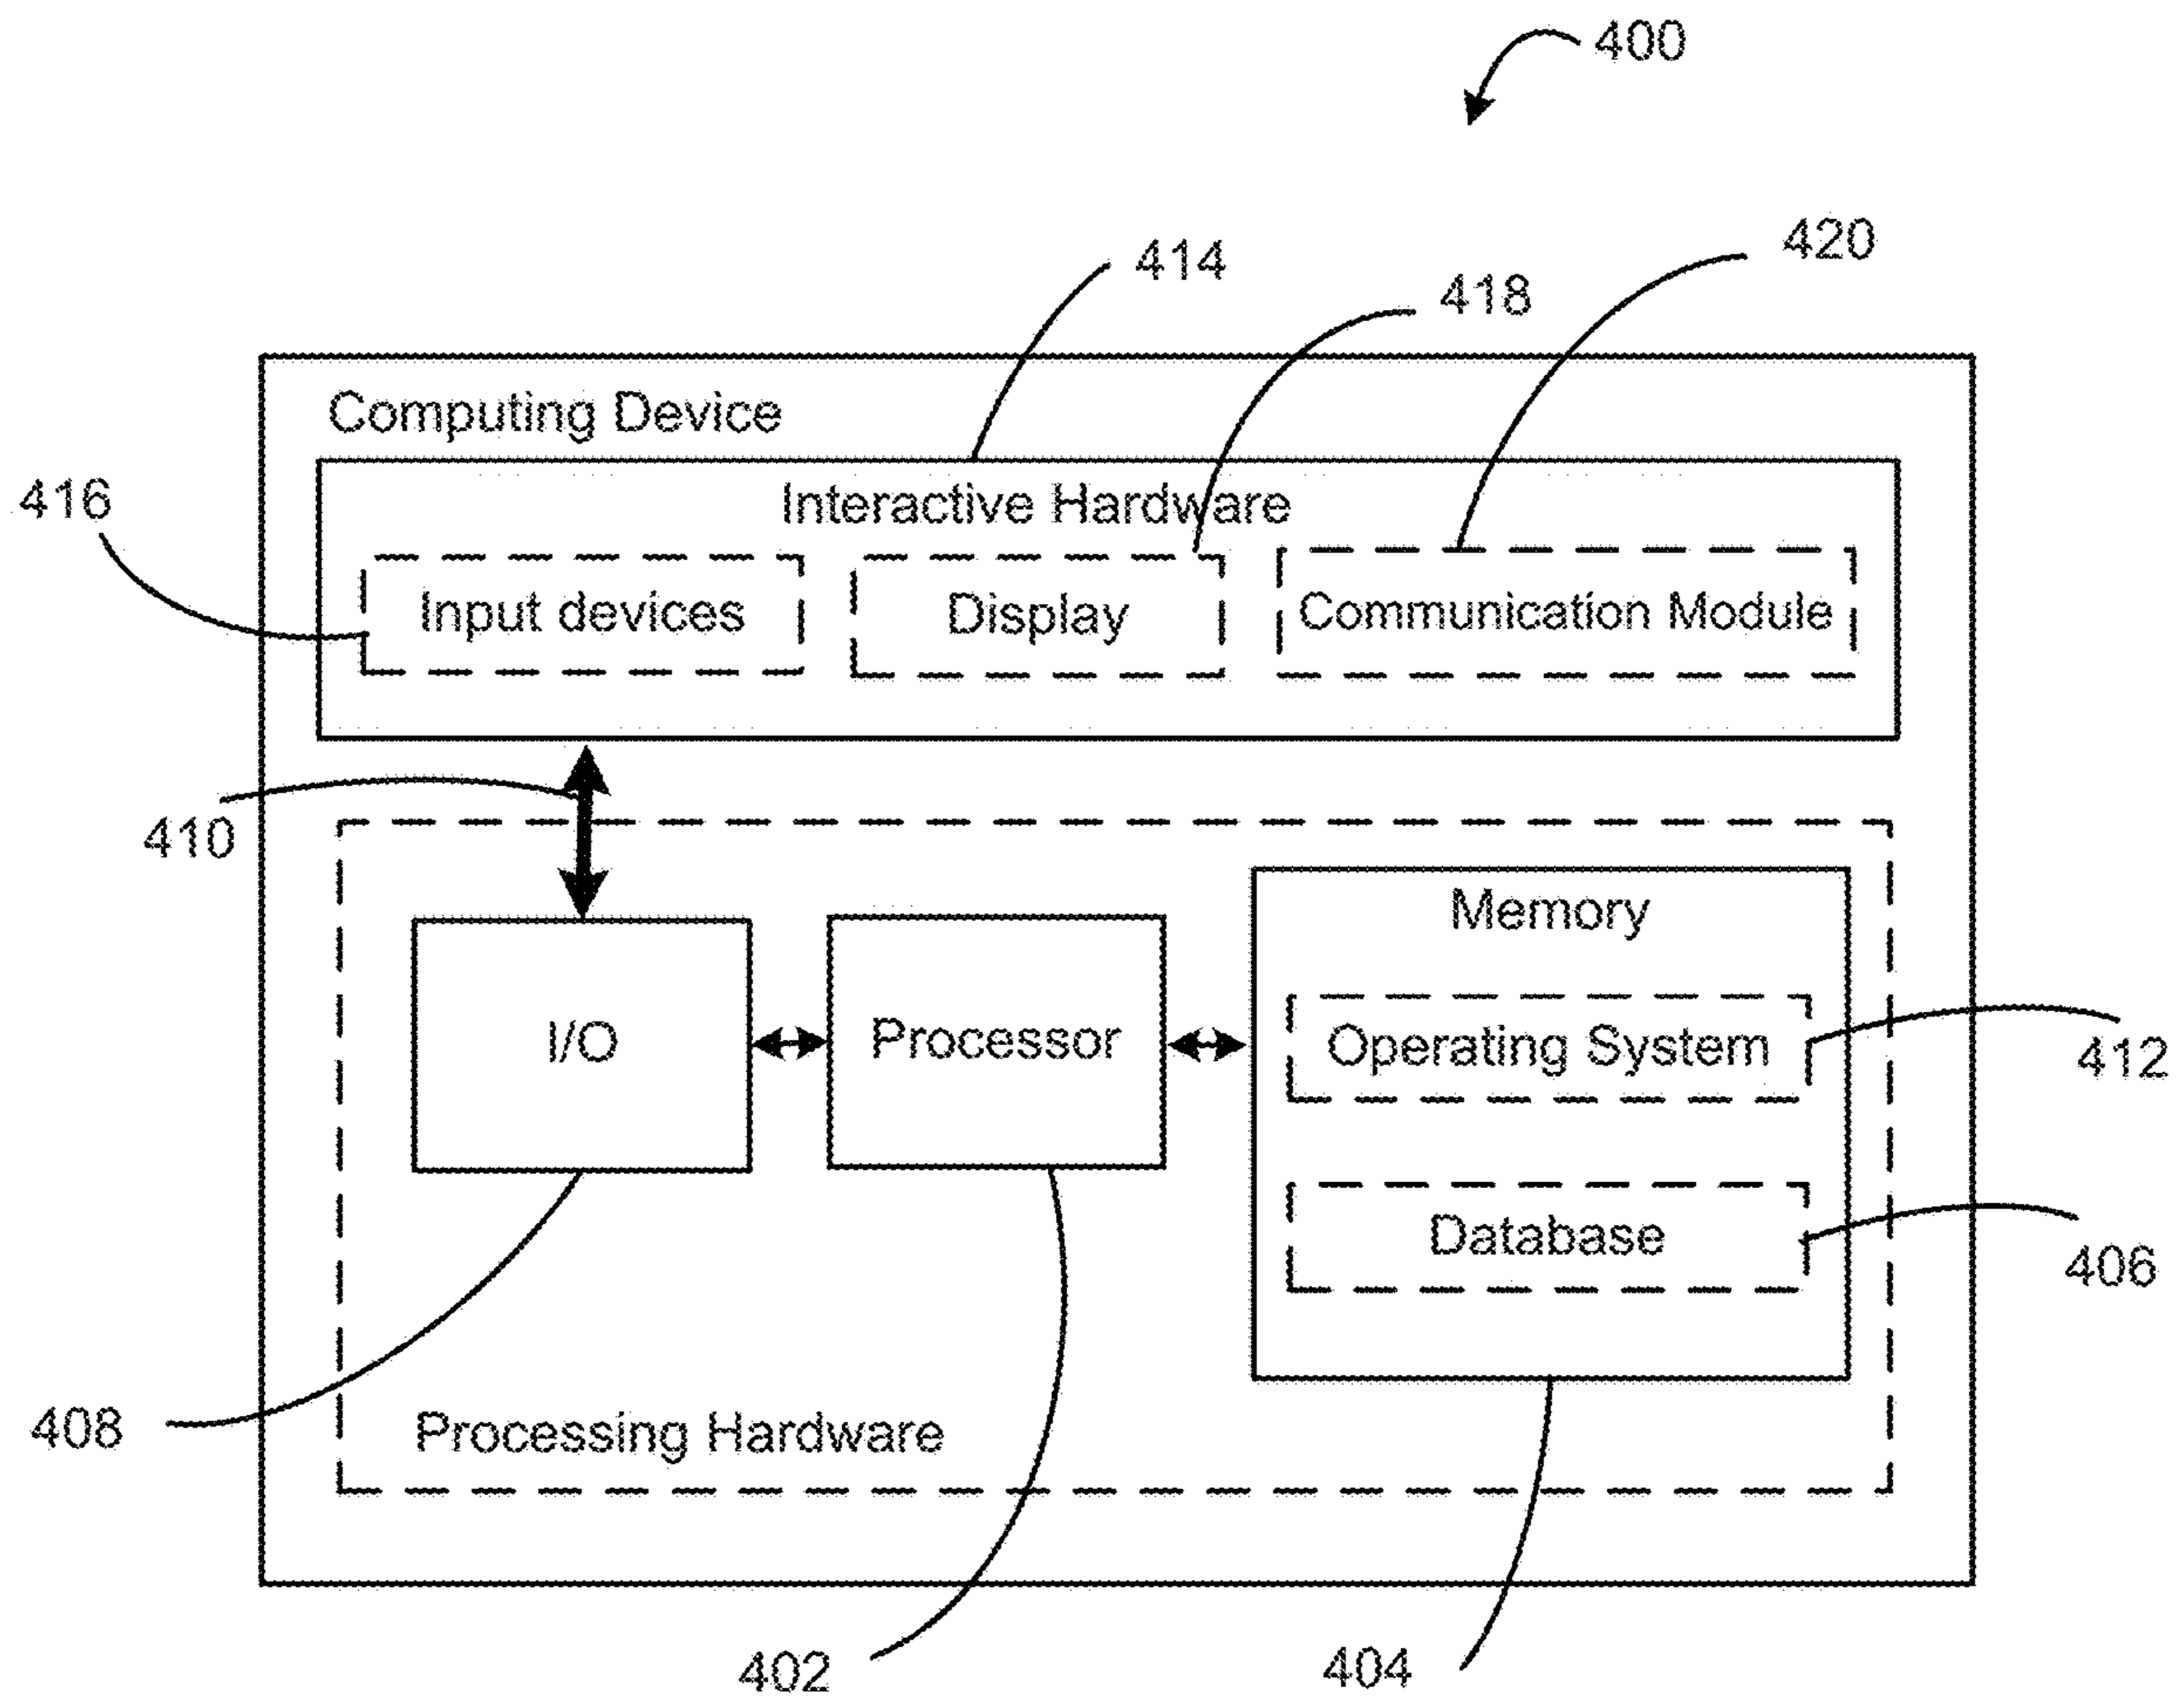 400
420
414
418
Computing Device
416
Interactive Hardware
Input devices
Display
Communication Module
410
Memory
I/O
Processor
Operating System
412
Database
406
408
Processing Hardware
402
404